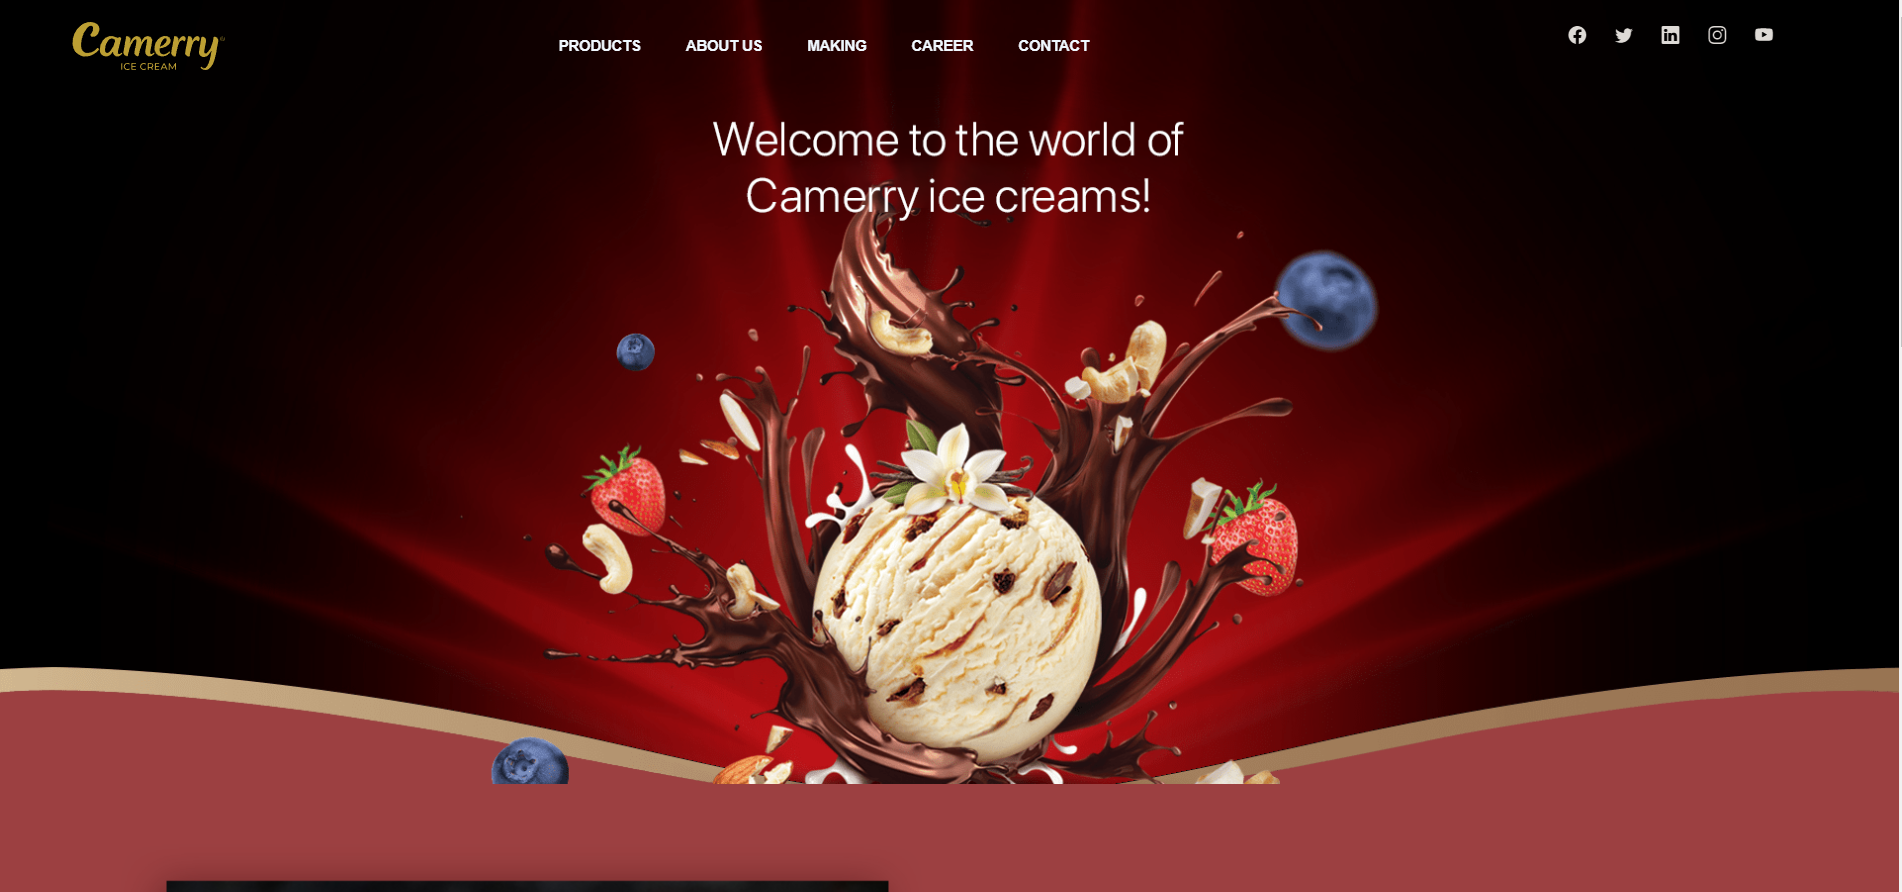 Camerry
ICE CREAM
PRODUCTS
ABOUT US
MAKING
CAREER
CONTACT
Welcome to the world of
Camerry ice creams!